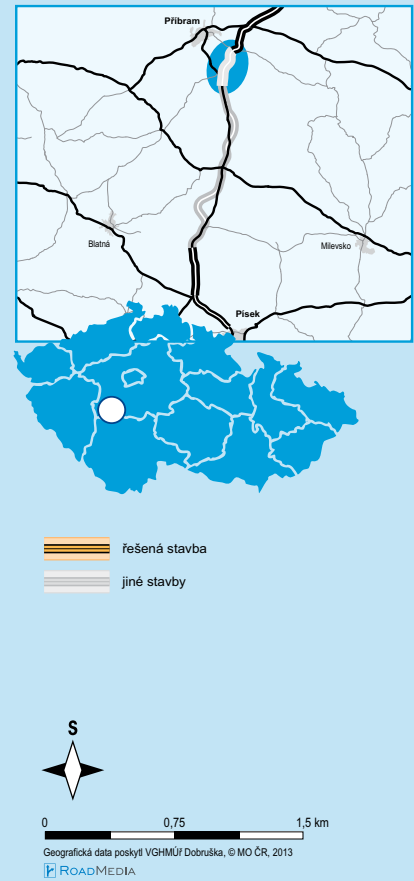 Příbram
Blatná
Milevsko
Písek
řešená stavba
jiné stavby
S
0 0,75 1,5 km
Geografická data poskytl VGHMÚř Dobruška, © MO ČR, 2013
ROADMEDIA